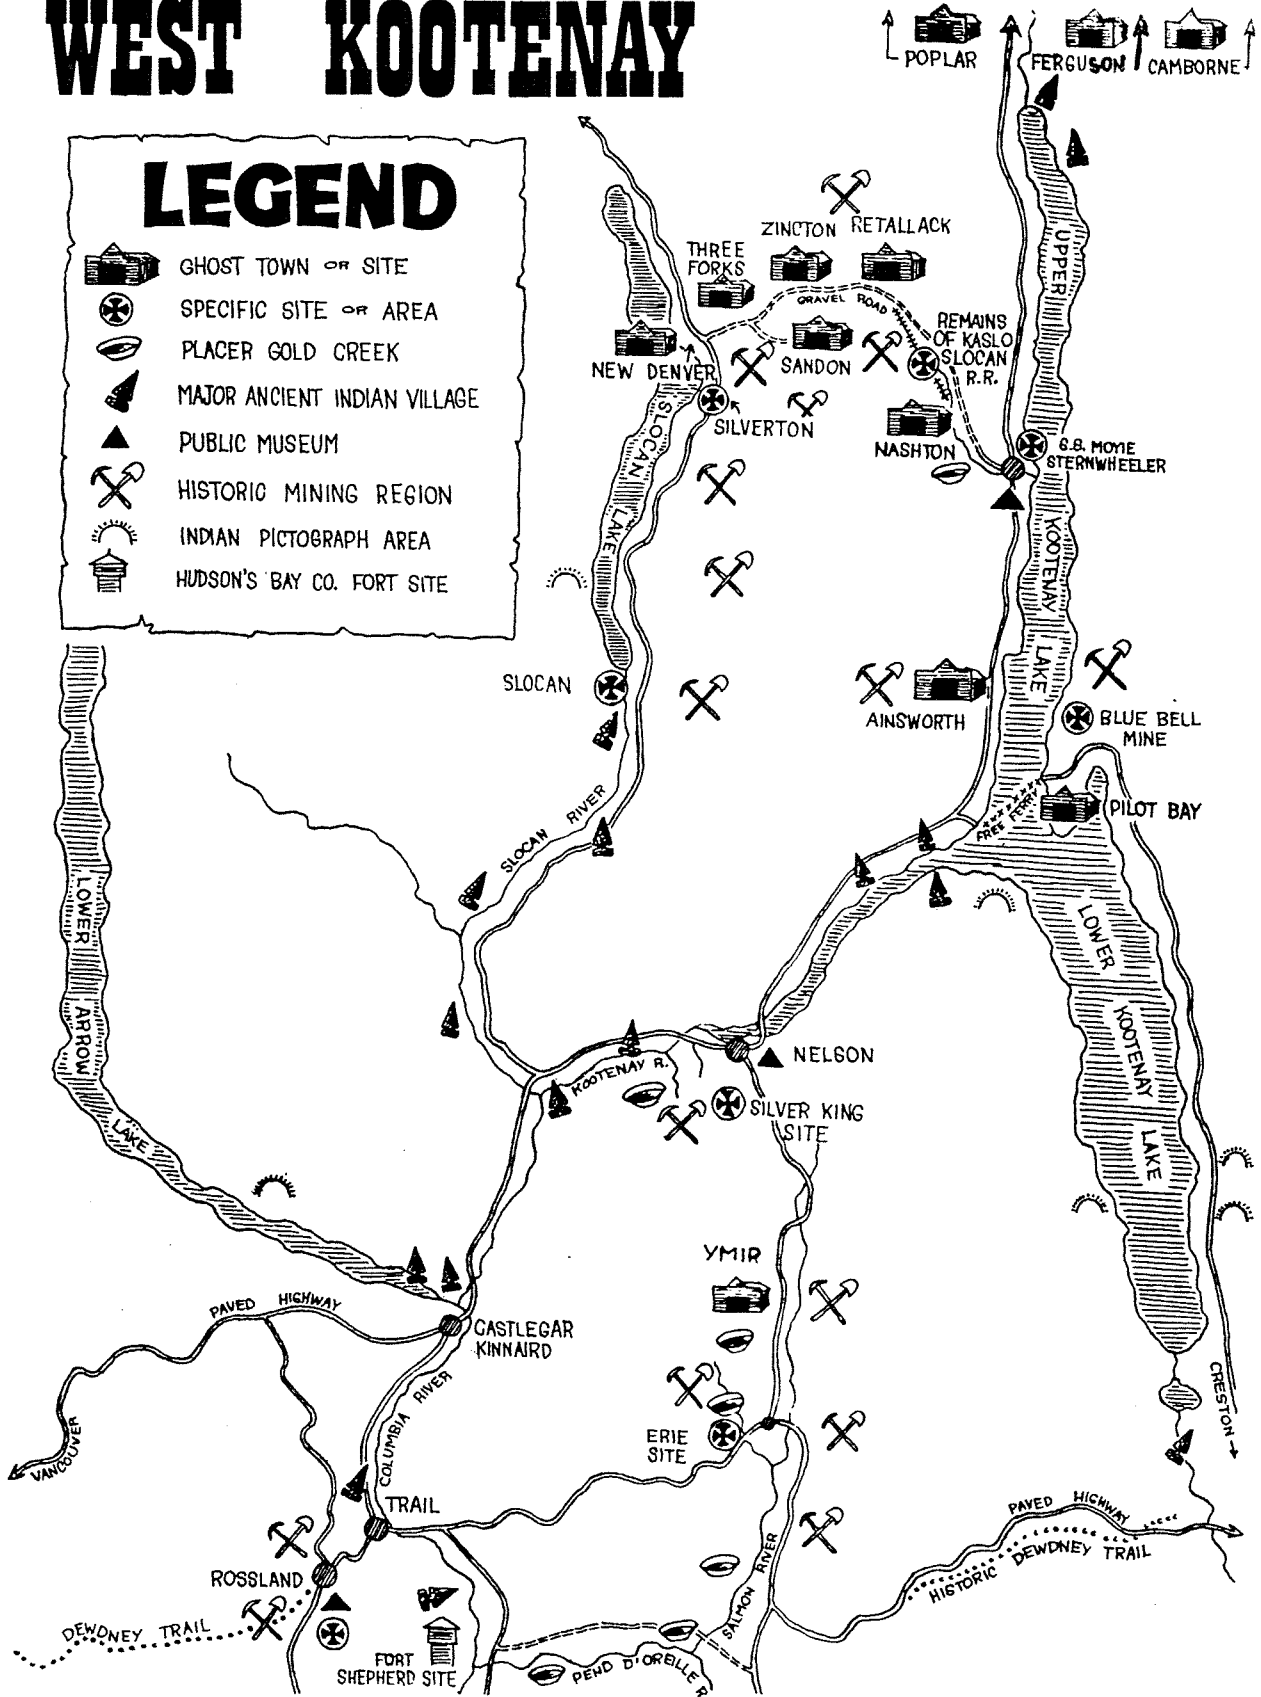 WEST KOOTENAY
POPLAR
FERGUSON
CAMBORNE
LEGEND
GHOST TOWN OR SITE
SPECIFIC SITE OR AREA
PLACER GOLD CREEK
MAJOR ANCIENT INDIAN VILLAGE
PUBLIC MUSEUM
HISTORIC MINING REGION
INDIAN PICTOGRAPH AREA
HUDSON'S BAY CO. FORT SITE
ZINCTON
RETALLACK
THREE
FORKS
GRAVEL ROAD
REMAINS
OF KASLO
SLOCAN
R.R.
NEW DENVER
SANDON
SILVERTON
NASHTON
S.S. MOYIE
STERNWHEELER
UPPER KOOTENAY LAKE
SLOCAN LAKE
SLOCAN
AINSWORTH
BLUE BELL
MINE
PILOT BAY
FREE FERRY
SLOCAN RIVER
LOWER ARROW LAKE
LOWER KOOTENAY LAKE
KOOTENAY R.
NELSON
SILVER KING
SITE
YMIR
PAVED HIGHWAY
CASTLEGAR
KINNAIRD
VANCOUVER
COLUMBIA RIVER
ERIE
SITE
CRESTON
TRAIL
ROSSLAND
DEWDNEY TRAIL
FORT
SHEPHERD SITE
SALMON RIVER
PEND D'OREILLE R.
PAVED HIGHWAY
HISTORIC DEWDNEY TRAIL